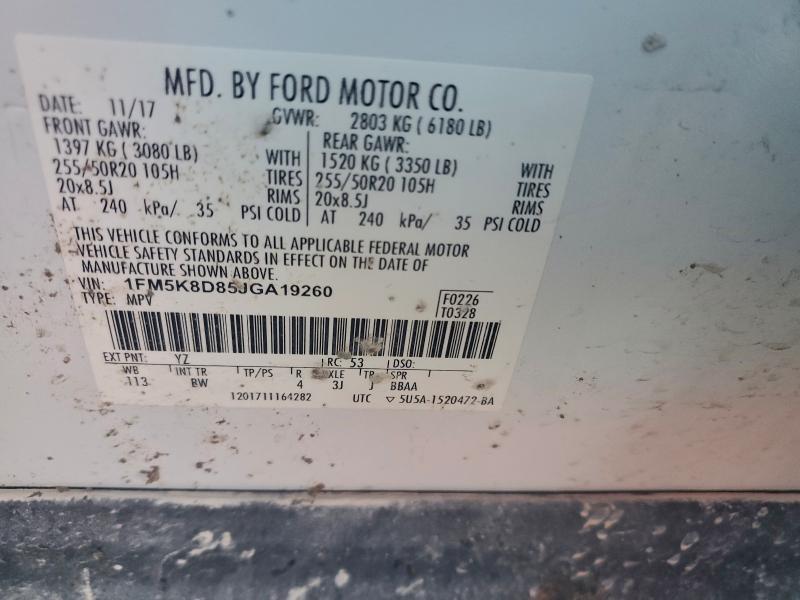 MFD. BY FORD MOTOR CO.
DATE: 11/17 GVWR: 2803 KG ( 6180 LB)
FRONT GAWR: REAR GAWR:
1397 KG ( 3080 LB) WITH 1520 KG ( 3350 LB) WITH
255/50R20 105H TIRES 255/50R20 105H TIRES
20x8.5J RIMS 20x8.5J RIMS
AT 240 kPa/ 35 PSI COLD AT 240 kPa/ 35 PSI COLD
THIS VEHICLE CONFORMS TO ALL APPLICABLE FEDERAL MOTOR
VEHICLE SAFETY STANDARDS IN EFFECT ON THE DATE OF
MANUFACTURE SHOWN ABOVE.
VIN: 1FM5K8D85JGA19260 F0226
TYPE: MPV T0328
EXT PNT: YZ RC: 53 DSO:
WB INT TR TP/PS R AXLE TR SPR
113 BW 4 3J J BBAA
1201711164282 UTC ▽ 5U5A-1520472-BA